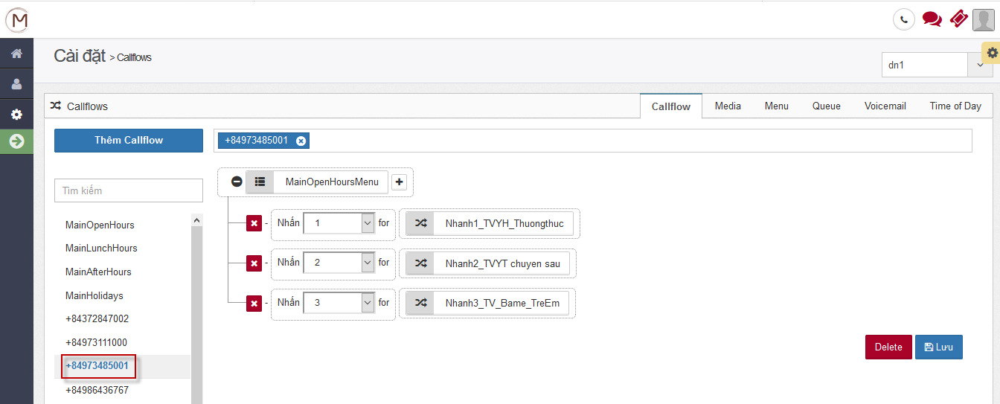 M
Cài đặt > Callflows
dn1
Callflows
Callflow Media Menu Queue Voicemail Time of Day
Thêm Callflow
+84973485001
Tìm kiếm
MainOpenHours
MainLunchHours
MainAfterHours
MainHolidays
+84372847002
+84973111000
+84973485001
+84986436767
MainOpenHoursMenu
- Nhấn 1 for Nhanh1_TVYH_Thuongthuc
- Nhấn 2 for Nhanh2_TVYT chuyen sau
- Nhấn 3 for Nhanh3_TV_Bame_TreEm
Delete Lưu